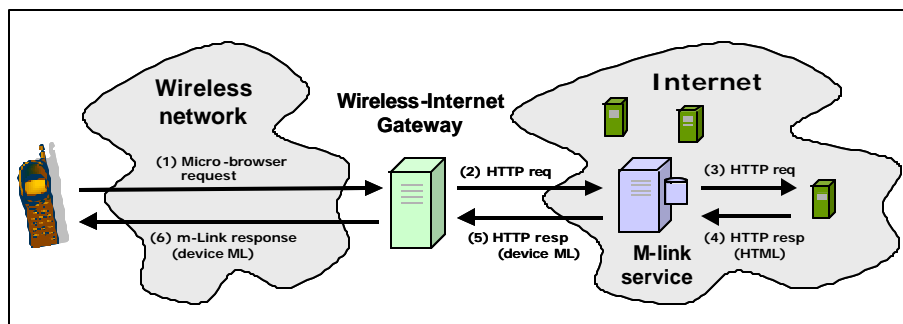 Wireless
network
Wireless-Internet
Gateway
Internet
(1) Micro-browser
request
(2) HTTP req
(3) HTTP req
(6) m-Link response
(device ML)
(5) HTTP resp
(device ML)
(4) HTTP resp
(HTML)
M-link
service